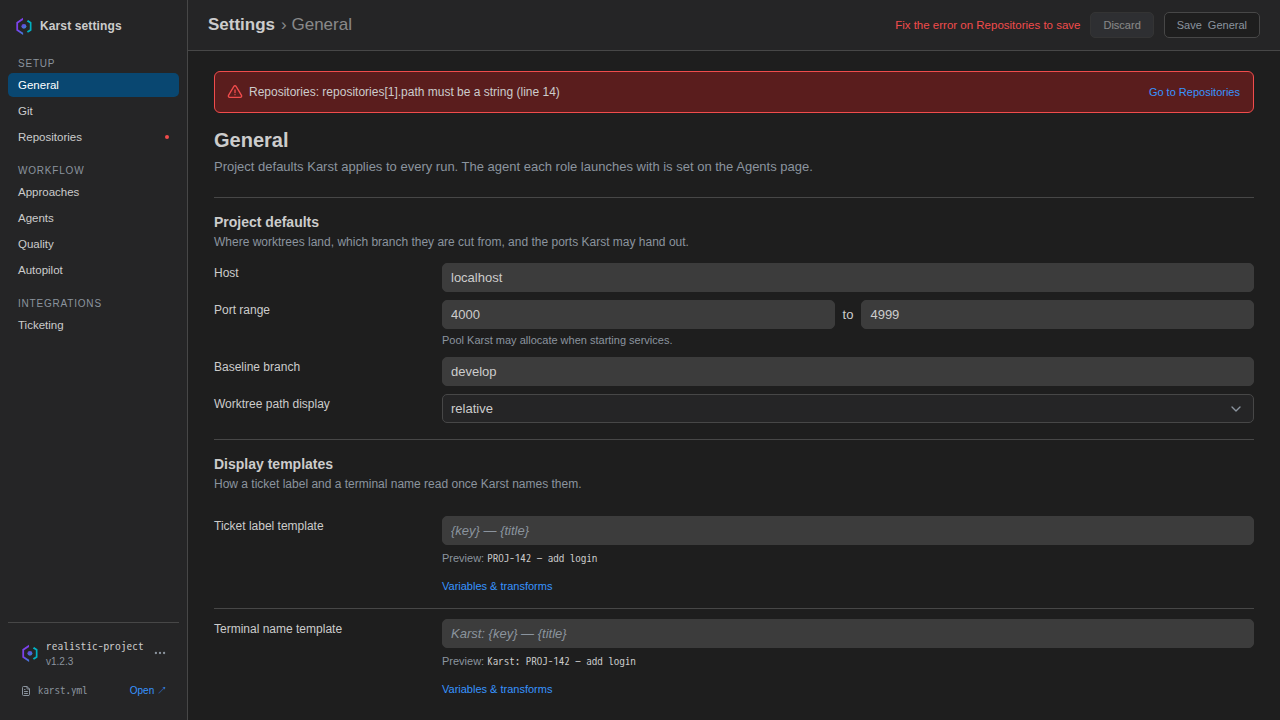 Karst settings
SETUP
General
Git
Repositories
WORKFLOW
Approaches
Agents
Quality
Autopilot
INTEGRATIONS
Ticketing
realistic-project
v1.2.3
karst.yml
Open ↗
Settings › General
Fix the error on Repositories to save
Discard
Save General
Repositories: repositories[1].path must be a string (line 14)
Go to Repositories
General
Project defaults Karst applies to every run. The agent each role launches with is set on the Agents page.
Project defaults
Where worktrees land, which branch they are cut from, and the ports Karst may hand out.
Host
localhost
Port range
4000 to 4999
Pool Karst may allocate when starting services.
Baseline branch
develop
Worktree path display
relative
Display templates
How a ticket label and a terminal name read once Karst names them.
Ticket label template
{key} — {title}
Preview: PROJ-142 — add login
Variables & transforms
Terminal name template
Karst: {key} — {title}
Preview: Karst: PROJ-142 — add login
Variables & transforms